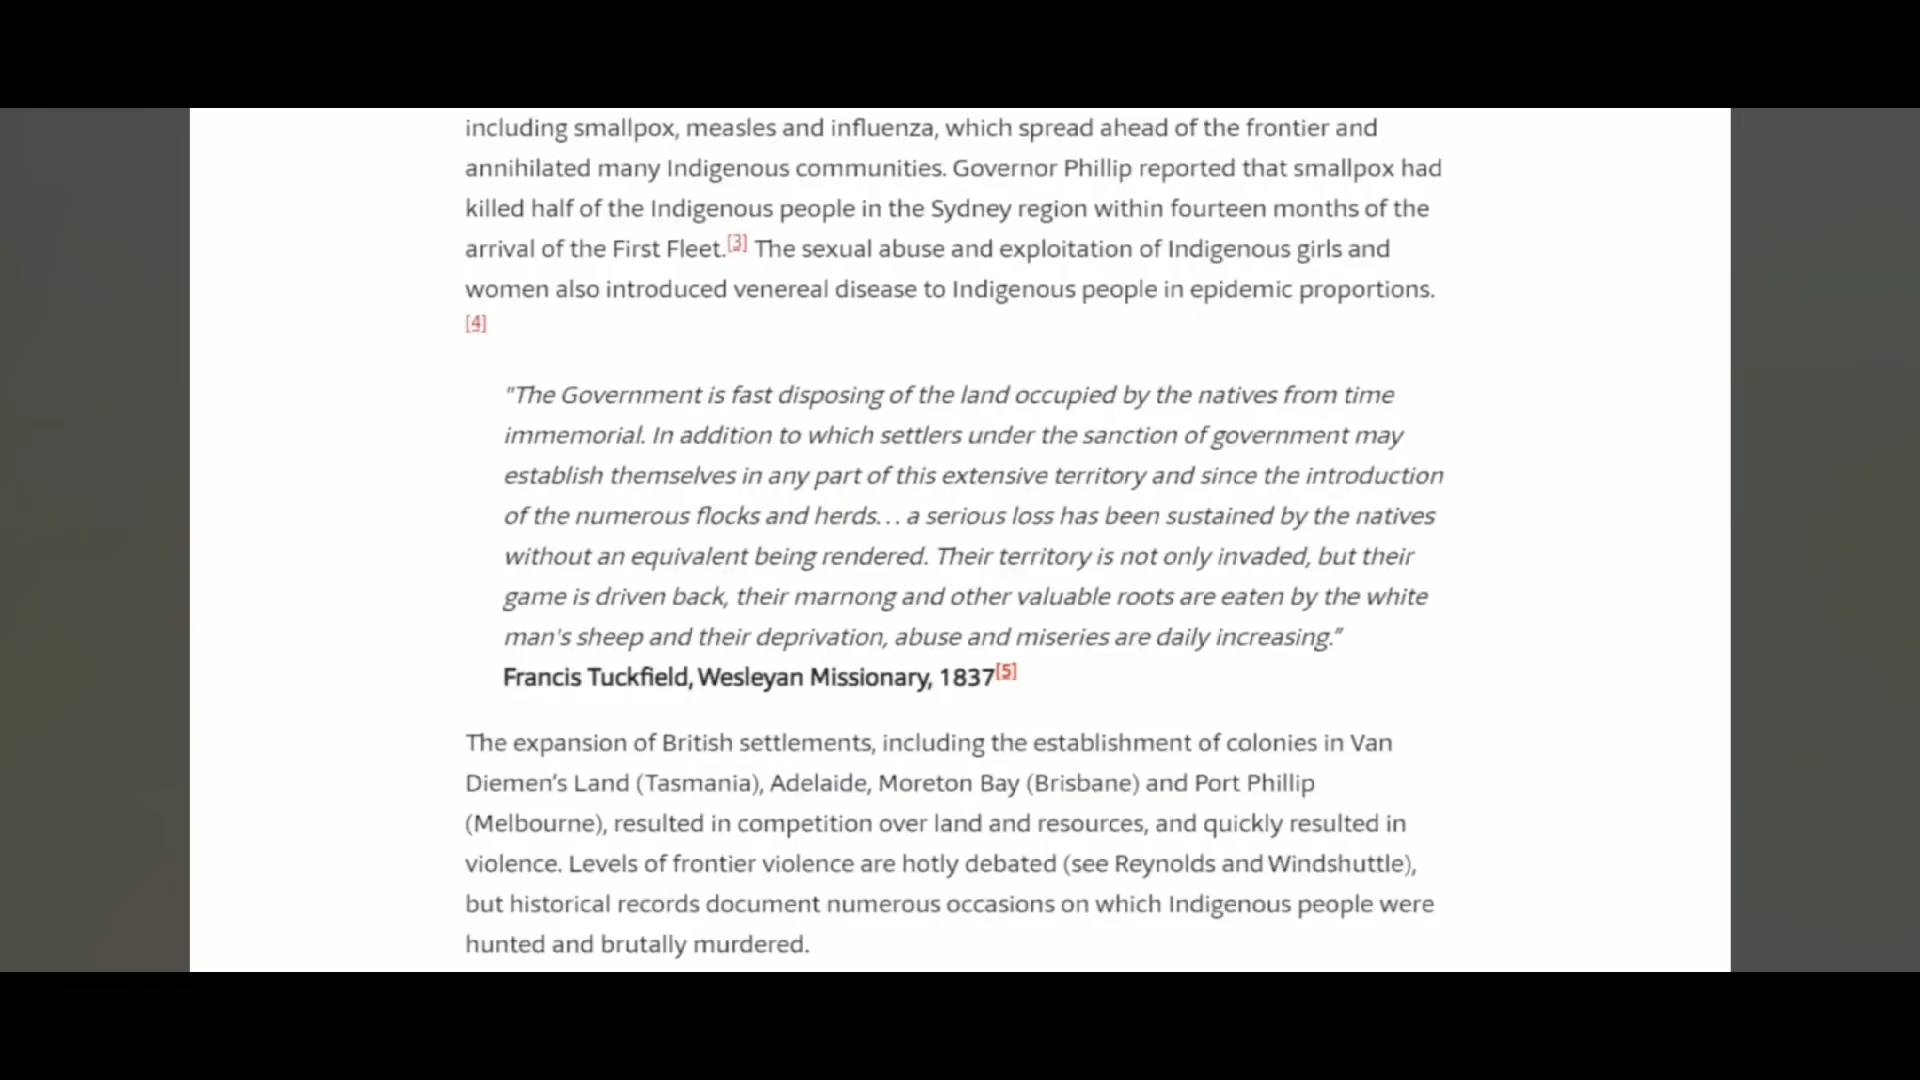 including smallpox, measles and influenza, which spread ahead of the frontier and
annihilated many Indigenous communities. Governor Phillip reported that smallpox had
killed half of the Indigenous people in the Sydney region within fourteen months of the
arrival of the First Fleet.[3] The sexual abuse and exploitation of Indigenous girls and
women also introduced venereal disease to Indigenous people in epidemic proportions.
[4]
"The Government is fast disposing of the land occupied by the natives from time
immemorial. In addition to which settlers under the sanction of government may
establish themselves in any part of this extensive territory and since the introduction
of the numerous flocks and herds... a serious loss has been sustained by the natives
without an equivalent being rendered. Their territory is not only invaded, but their
game is driven back, their marnong and other valuable roots are eaten by the white
man's sheep and their deprivation, abuse and miseries are daily increasing."
Francis Tuckfield, Wesleyan Missionary, 1837[5]
The expansion of British settlements, including the establishment of colonies in Van
Diemen's Land (Tasmania), Adelaide, Moreton Bay (Brisbane) and Port Phillip
(Melbourne), resulted in competition over land and resources, and quickly resulted in
violence. Levels of frontier violence are hotly debated (see Reynolds and Windshuttle),
but historical records document numerous occasions on which Indigenous people were
hunted and brutally murdered.